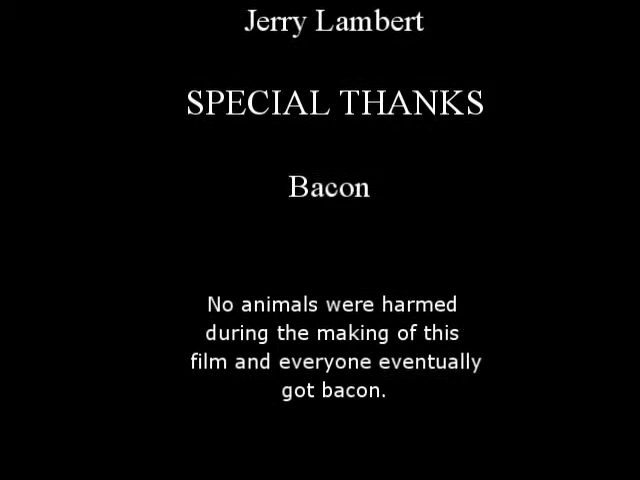 Jerry Lambert
SPECIAL THANKS
Bacon
No animals were harmed
during the making of this
film and everyone eventually
got bacon.